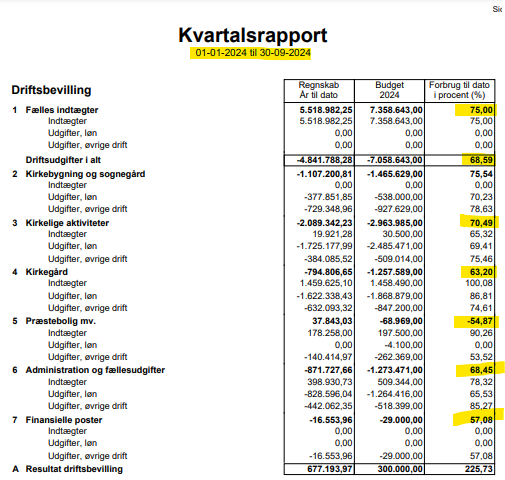 Sid
Kvartalsrapport
01-01-2024 til 30-09-2024
Driftsbevilling
Regnskab År til dato Budget 2024 Forbrug til dato i procent (%)
1 Fælles indtægter 5.518.982,25 7.358.643,00 75,00
Indtægter 5.518.982,25 7.358.643,00 75,00
Udgifter, løn 0,00 0,00 0,00
Udgifter, øvrige drift 0,00 0,00 0,00
Driftsudgifter i alt -4.841.788,28 -7.058.643,00 68,59
2 Kirkebygning og sognegård -1.107.200,81 -1.465.629,00 75,54
Indtægter 0,00 0,00 0,00
Udgifter, løn -377.851,85 -538.000,00 70,23
Udgifter, øvrige drift -729.348,96 -927.629,00 78,63
3 Kirkelige aktiviteter -2.089.342,23 -2.963.985,00 70,49
Indtægter 19.921,28 30.500,00 65,32
Udgifter, løn -1.725.177,99 -2.485.471,00 69,41
Udgifter, øvrige drift -384.085,52 -509.014,00 75,46
4 Kirkegård -794.806,65 -1.257.589,00 63,20
Indtægter 1.459.625,10 1.458.490,00 100,08
Udgifter, løn -1.622.338,43 -1.868.879,00 86,81
Udgifter, øvrige drift -632.093,32 -847.200,00 74,61
5 Præstebolig mv. 37.843,03 -68.969,00 -54,87
Indtægter 178.258,00 197.500,00 90,26
Udgifter, løn 0,00 -4.100,00 0,00
Udgifter, øvrige drift -140.414,97 -262.369,00 53,52
6 Administration og fællesudgifter -871.727,66 -1.273.471,00 68,45
Indtægter 398.930,73 509.344,00 78,32
Udgifter, løn -828.596,04 -1.264.416,00 65,53
Udgifter, øvrige drift -442.062,35 -518.399,00 85,27
7 Finansielle poster -16.553,96 -29.000,00 57,08
Indtægter 0,00 0,00 0,00
Udgifter, løn 0,00 0,00 0,00
Udgifter, øvrige drift -16.553,96 -29.000,00 57,08
A Resultat driftsbevilling 677.193,97 300.000,00 225,73